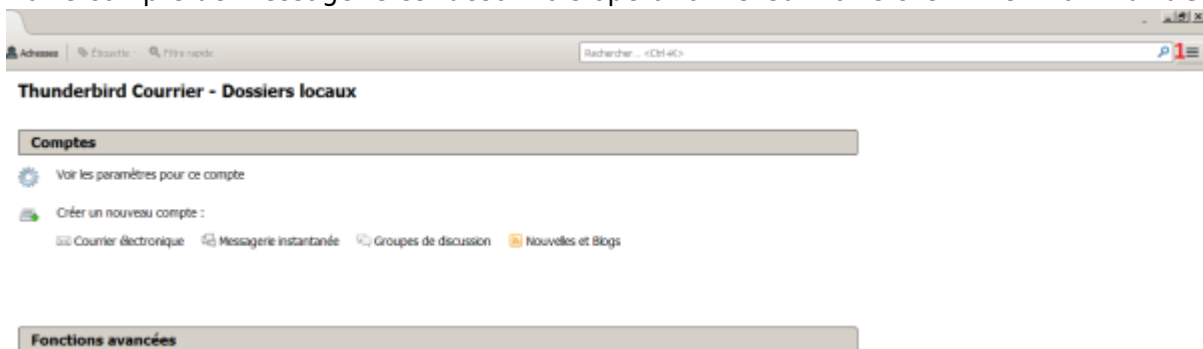 Adresses Étiquette Filtre rapide Rechercher... <Ctrl+K> 1
Thunderbird Courrier - Dossiers locaux
Comptes
Voir les paramètres pour ce compte
Créer un nouveau compte :
Courrier électronique Messagerie instantanée Groupes de discussion Nouvelles et Blogs
Fonctions avancées